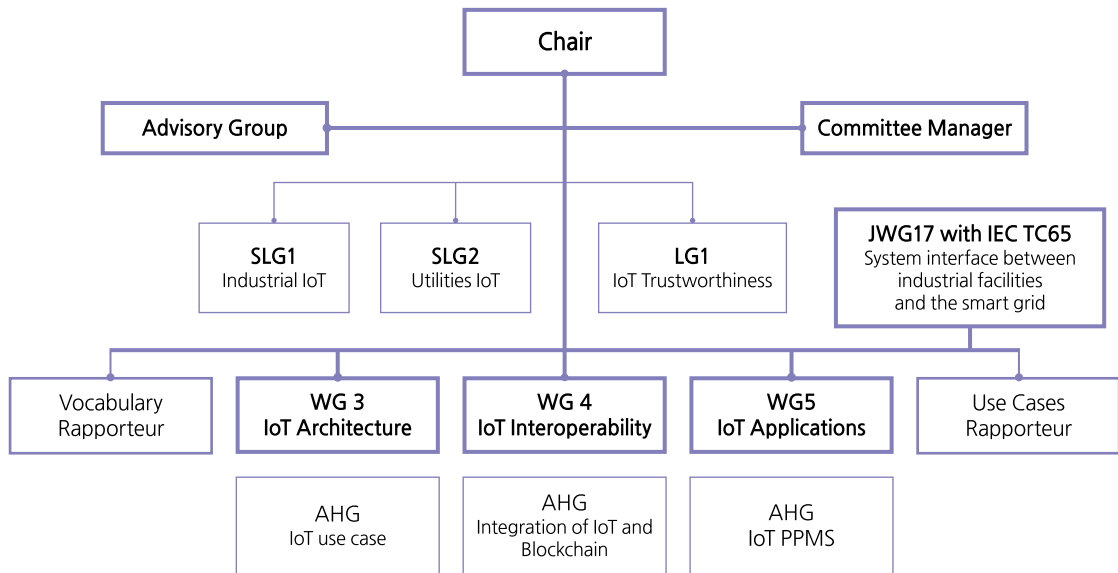 Chair
Advisory Group
Committee Manager
SLG1
Industrial IoT
SLG2
Utilities IoT
LG1
IoT Trustworthiness
JWG17 with IEC TC65
System interface between
industrial facilities
and the smart grid
Vocabulary
Rapporteur
WG 3
IoT Architecture
WG 4
IoT Interoperability
WG5
IoT Applications
Use Cases
Rapporteur
AHG
IoT use case
AHG
Integration of IoT and
Blockchain
AHG
IoT PPMS